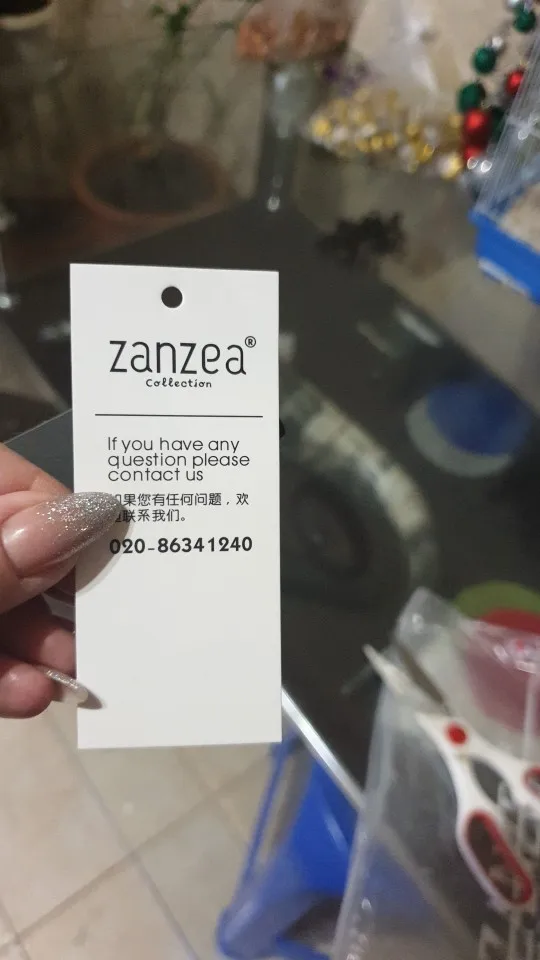 zanzea®
Collection
If you have any
question please
contact us
果您有任何问题，欢
联系我们。
020-86341240